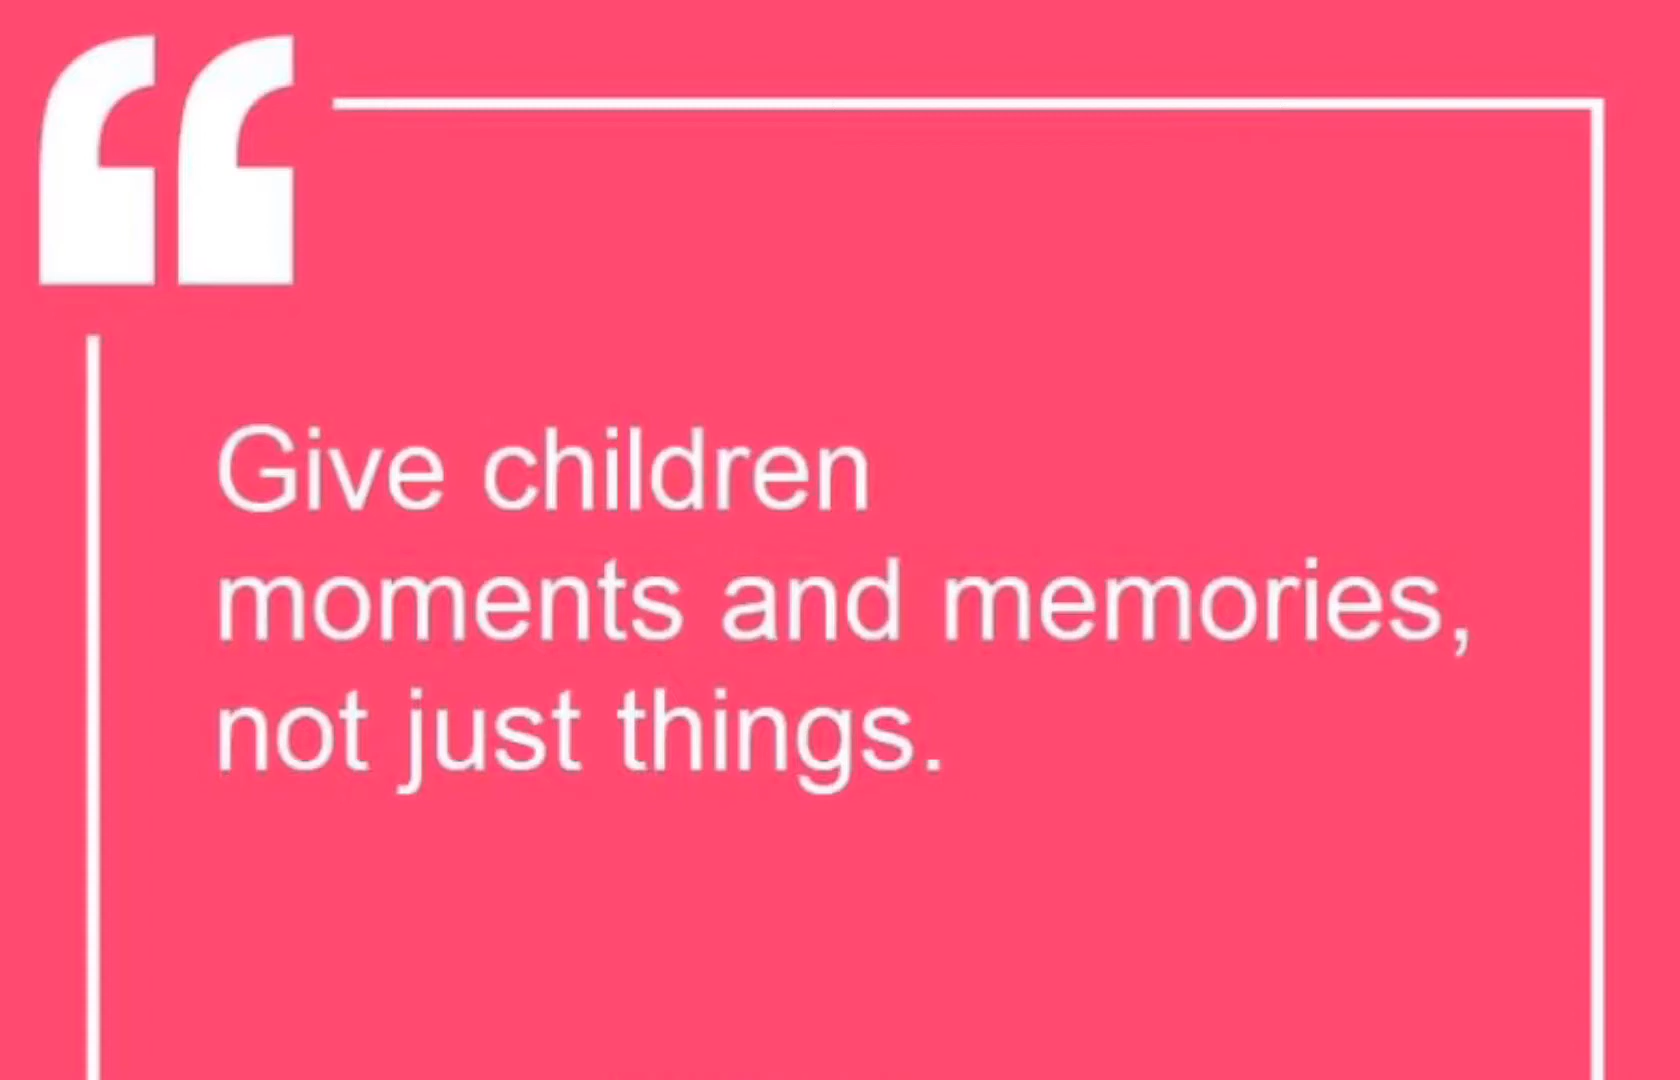 “
Give children
moments and memories,
not just things.